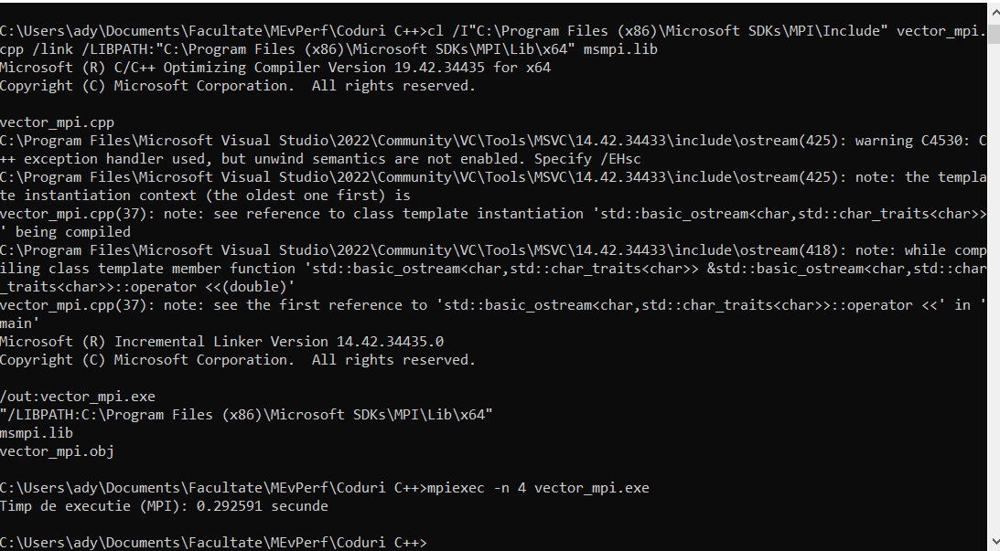 C:\Users\ady\Documents\Facultate\MEvPerf\Coduri C++>cl /I"C:\Program Files (x86)\Microsoft SDKs\MPI\Include" vector_mpi.
cpp /link /LIBPATH:"C:\Program Files (x86)\Microsoft SDKs\MPI\Lib\x64" msmpi.lib
Microsoft (R) C/C++ Optimizing Compiler Version 19.42.34435 for x64
Copyright (C) Microsoft Corporation.  All rights reserved.

vector_mpi.cpp
C:\Program Files\Microsoft Visual Studio\2022\Community\VC\Tools\MSVC\14.42.34433\include\ostream(425): warning C4530: C
++ exception handler used, but unwind semantics are not enabled. Specify /EHsc
C:\Program Files\Microsoft Visual Studio\2022\Community\VC\Tools\MSVC\14.42.34433\include\ostream(425): note: the templa
te instantiation context (the oldest one first) is
vector_mpi.cpp(37): note: see reference to class template instantiation 'std::basic_ostream<char,std::char_traits<char>>
' being compiled
C:\Program Files\Microsoft Visual Studio\2022\Community\VC\Tools\MSVC\14.42.34433\include\ostream(418): note: while comp
iling class template member function 'std::basic_ostream<char,std::char_traits<char>> &std::basic_ostream<char,std::char
_traits<char>>::operator <<(double)'
vector_mpi.cpp(37): note: see the first reference to 'std::basic_ostream<char,std::char_traits<char>>::operator <<' in '
main'
Microsoft (R) Incremental Linker Version 14.42.34435.0
Copyright (C) Microsoft Corporation.  All rights reserved.

/out:vector_mpi.exe
"/LIBPATH:C:\Program Files (x86)\Microsoft SDKs\MPI\Lib\x64"
msmpi.lib
vector_mpi.obj

C:\Users\ady\Documents\Facultate\MEvPerf\Coduri C++>mpiexec -n 4 vector_mpi.exe
Timp de executie (MPI): 0.292591 secunde

C:\Users\ady\Documents\Facultate\MEvPerf\Coduri C++>